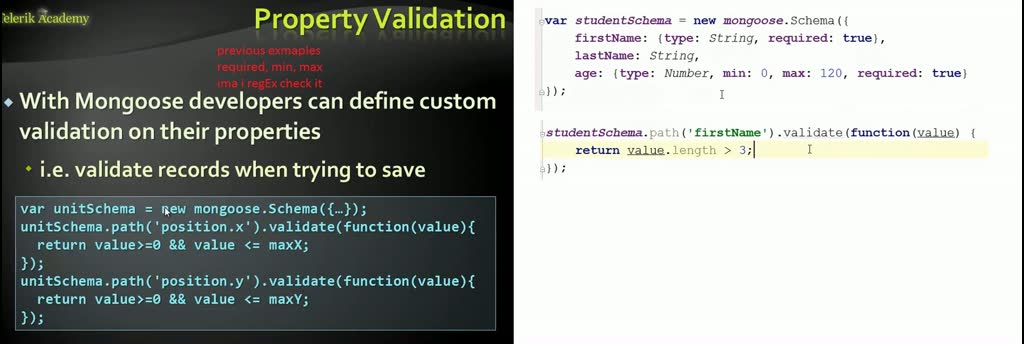 Telerik Academy
Property Validation
previous exmaples
required, min, max
ima i regEx check it
With Mongoose developers can define custom
validation on their properties
i.e. validate records when trying to save
var unitSchema = new mongoose.Schema({…});
unitSchema.path('position.x').validate(function(value){
return value>=0 && value <= maxX;
});
unitSchema.path('position.y').validate(function(value){
return value>=0 && value <= maxY;
});
var studentSchema = new mongoose.Schema({
firstName: {type: String, required: true},
lastName: String,
age: {type: Number, min: 0, max: 120, required: true}
});
studentSchema.path('firstName').validate(function(value) {
return value.length > 3;
});